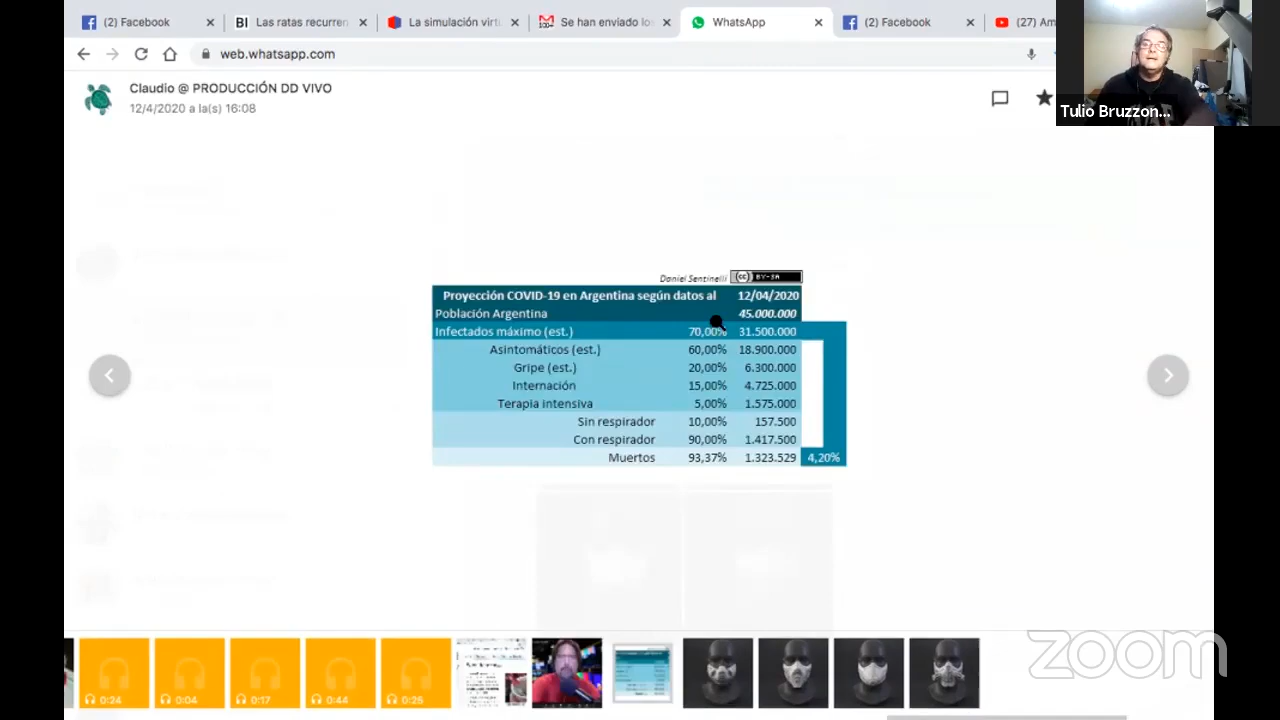 (2) Facebook
Las ratas recurren
La simulación virtu
Se han enviado lo
WhatsApp
(2) Facebook
(27) Am
web.whatsapp.com
Claudio @ PRODUCCIÓN DD VIVO
12/4/2020 a la(s) 16:08
Tulio Bruzzon...
Daniel Sentinelli
cc BY-SA
Proyección COVID-19 en Argentina según datos al 12/04/2020
Población Argentina 45.000.000
Infectados máximo (est.) 70,00% 31.500.000
Asintomáticos (est.) 60,00% 18.900.000
Gripe (est.) 20,00% 6.300.000
Internación 15,00% 4.725.000
Terapia intensiva 5,00% 1.575.000
Sin respirador 10,00% 157.500
Con respirador 90,00% 1.417.500
Muertos 93,37% 1.323.529 4,20%
0:24
0:04
0:17
0:44
0:25
zoom